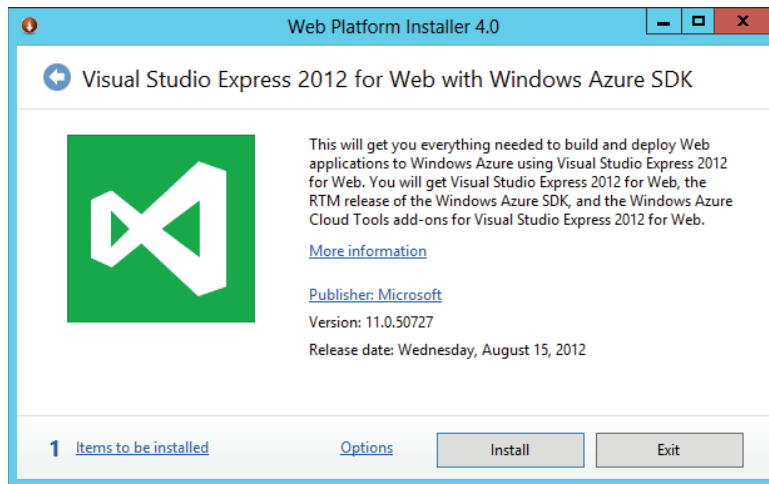 Web Platform Installer 4.0
Visual Studio Express 2012 for Web with Windows Azure SDK
This will get you everything needed to build and deploy Web
applications to Windows Azure using Visual Studio Express 2012
for Web. You will get Visual Studio Express 2012 for Web, the
RTM release of the Windows Azure SDK, and the Windows Azure
Cloud Tools add-ons for Visual Studio Express 2012 for Web.
More information
Publisher: Microsoft
Version: 11.0.50727
Release date: Wednesday, August 15, 2012
1 Items to be installed Options Install Exit